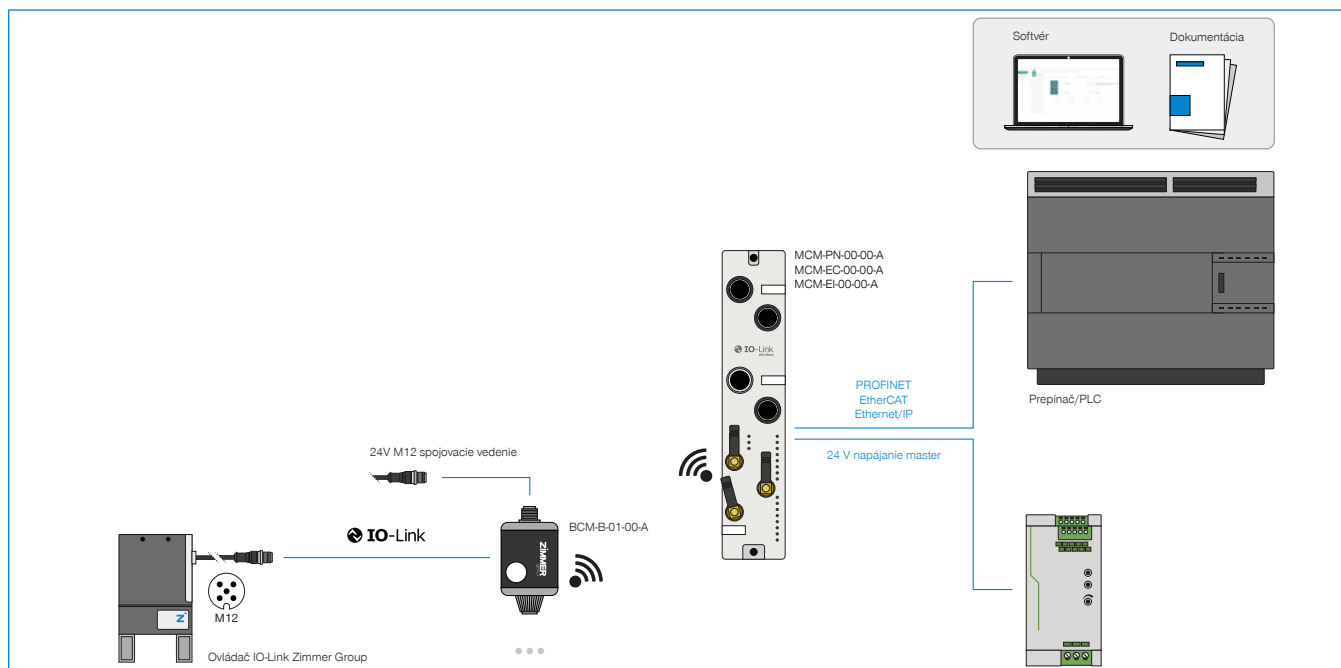 Softvér
Dokumentácia
MCM-PN-00-00-A
MCM-EC-00-00-A
MCM-EI-00-00-A
IO-Link
wireless
PROFINET
EtherCAT
Ethernet/IP
Prepínač/PLC
24 V napájanie master
24V M12 spojovacie vedenie
BCM-B-01-00-A
IO-Link
ZIMMER
M12
Z
Ovládač IO-Link Zimmer Group